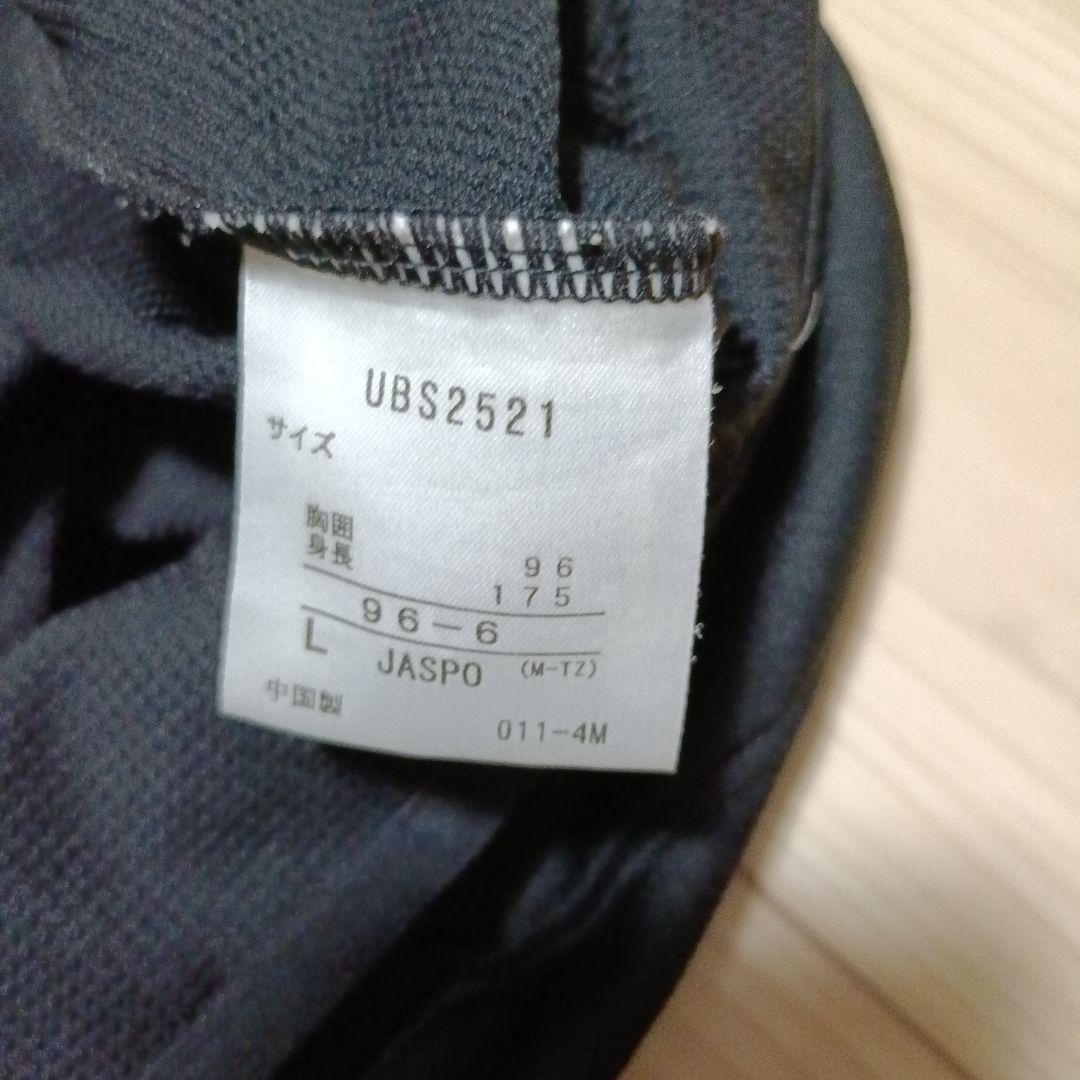 UBS2521
サイズ
胸囲 96
身長 175
96-6
L JASPO (M-TZ)
中国製 011-4M